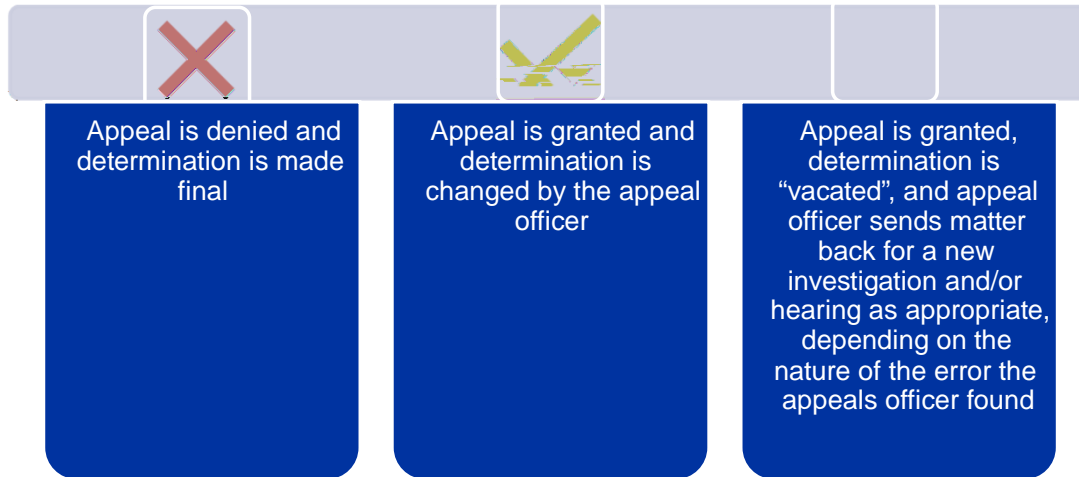 Appeal is denied and
determination is made
final
Appeal is granted and
determination is
changed by the appeal
officer
Appeal is granted,
determination is
“vacated”, and appeal
officer sends matter
back for a new
investigation and/or
hearing as appropriate,
depending on the
nature of the error the
appeals officer found